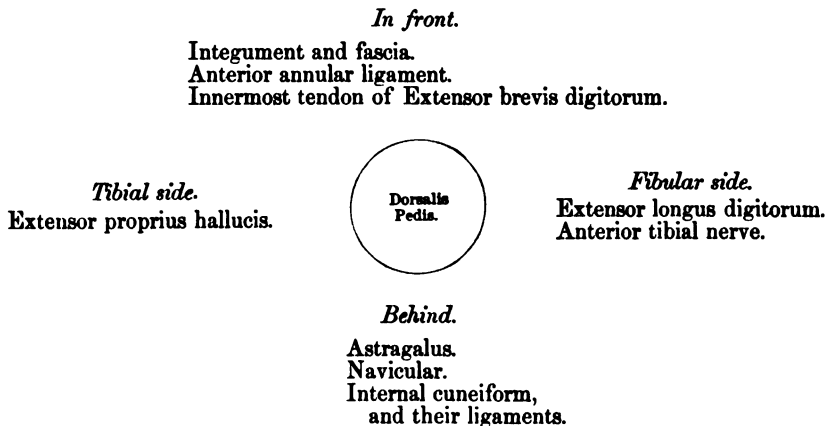 In front.
Integument and fascia.
Anterior annular ligament.
Innermost tendon of Extensor brevis digitorum.
Tibial side.
Extensor proprius hallucis.
Dorsalis
Pedis.
Fibular side.
Extensor longus digitorum.
Anterior tibial nerve.
Behind.
Astragalus.
Navicular.
Internal cuneiform,
and their ligaments.